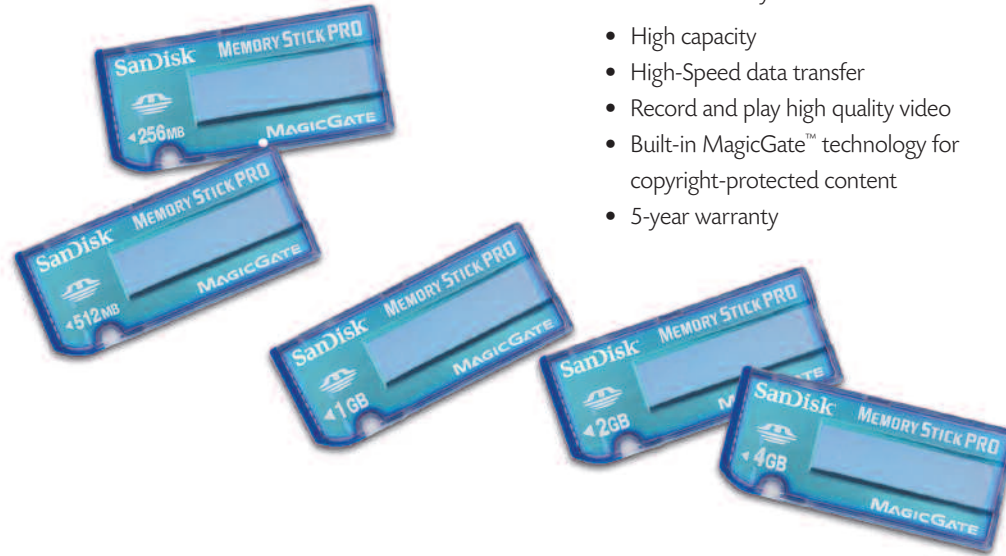 • High capacity
• High-Speed data transfer
• Record and play high quality video
• Built-in MagicGate™ technology for
copyright-protected content
• 5-year warranty
SanDisk MEMORY STICK PRO
256MB
MAGICGATE
SanDisk MEMORY STICK PRO
512MB
MAGICGATE
SanDisk MEMORY STICK PRO
1GB
MAGICGATE
SanDisk MEMORY STICK PRO
2GB
SanDisk MEMORY STICK PRO
4GB
MAGICGATE